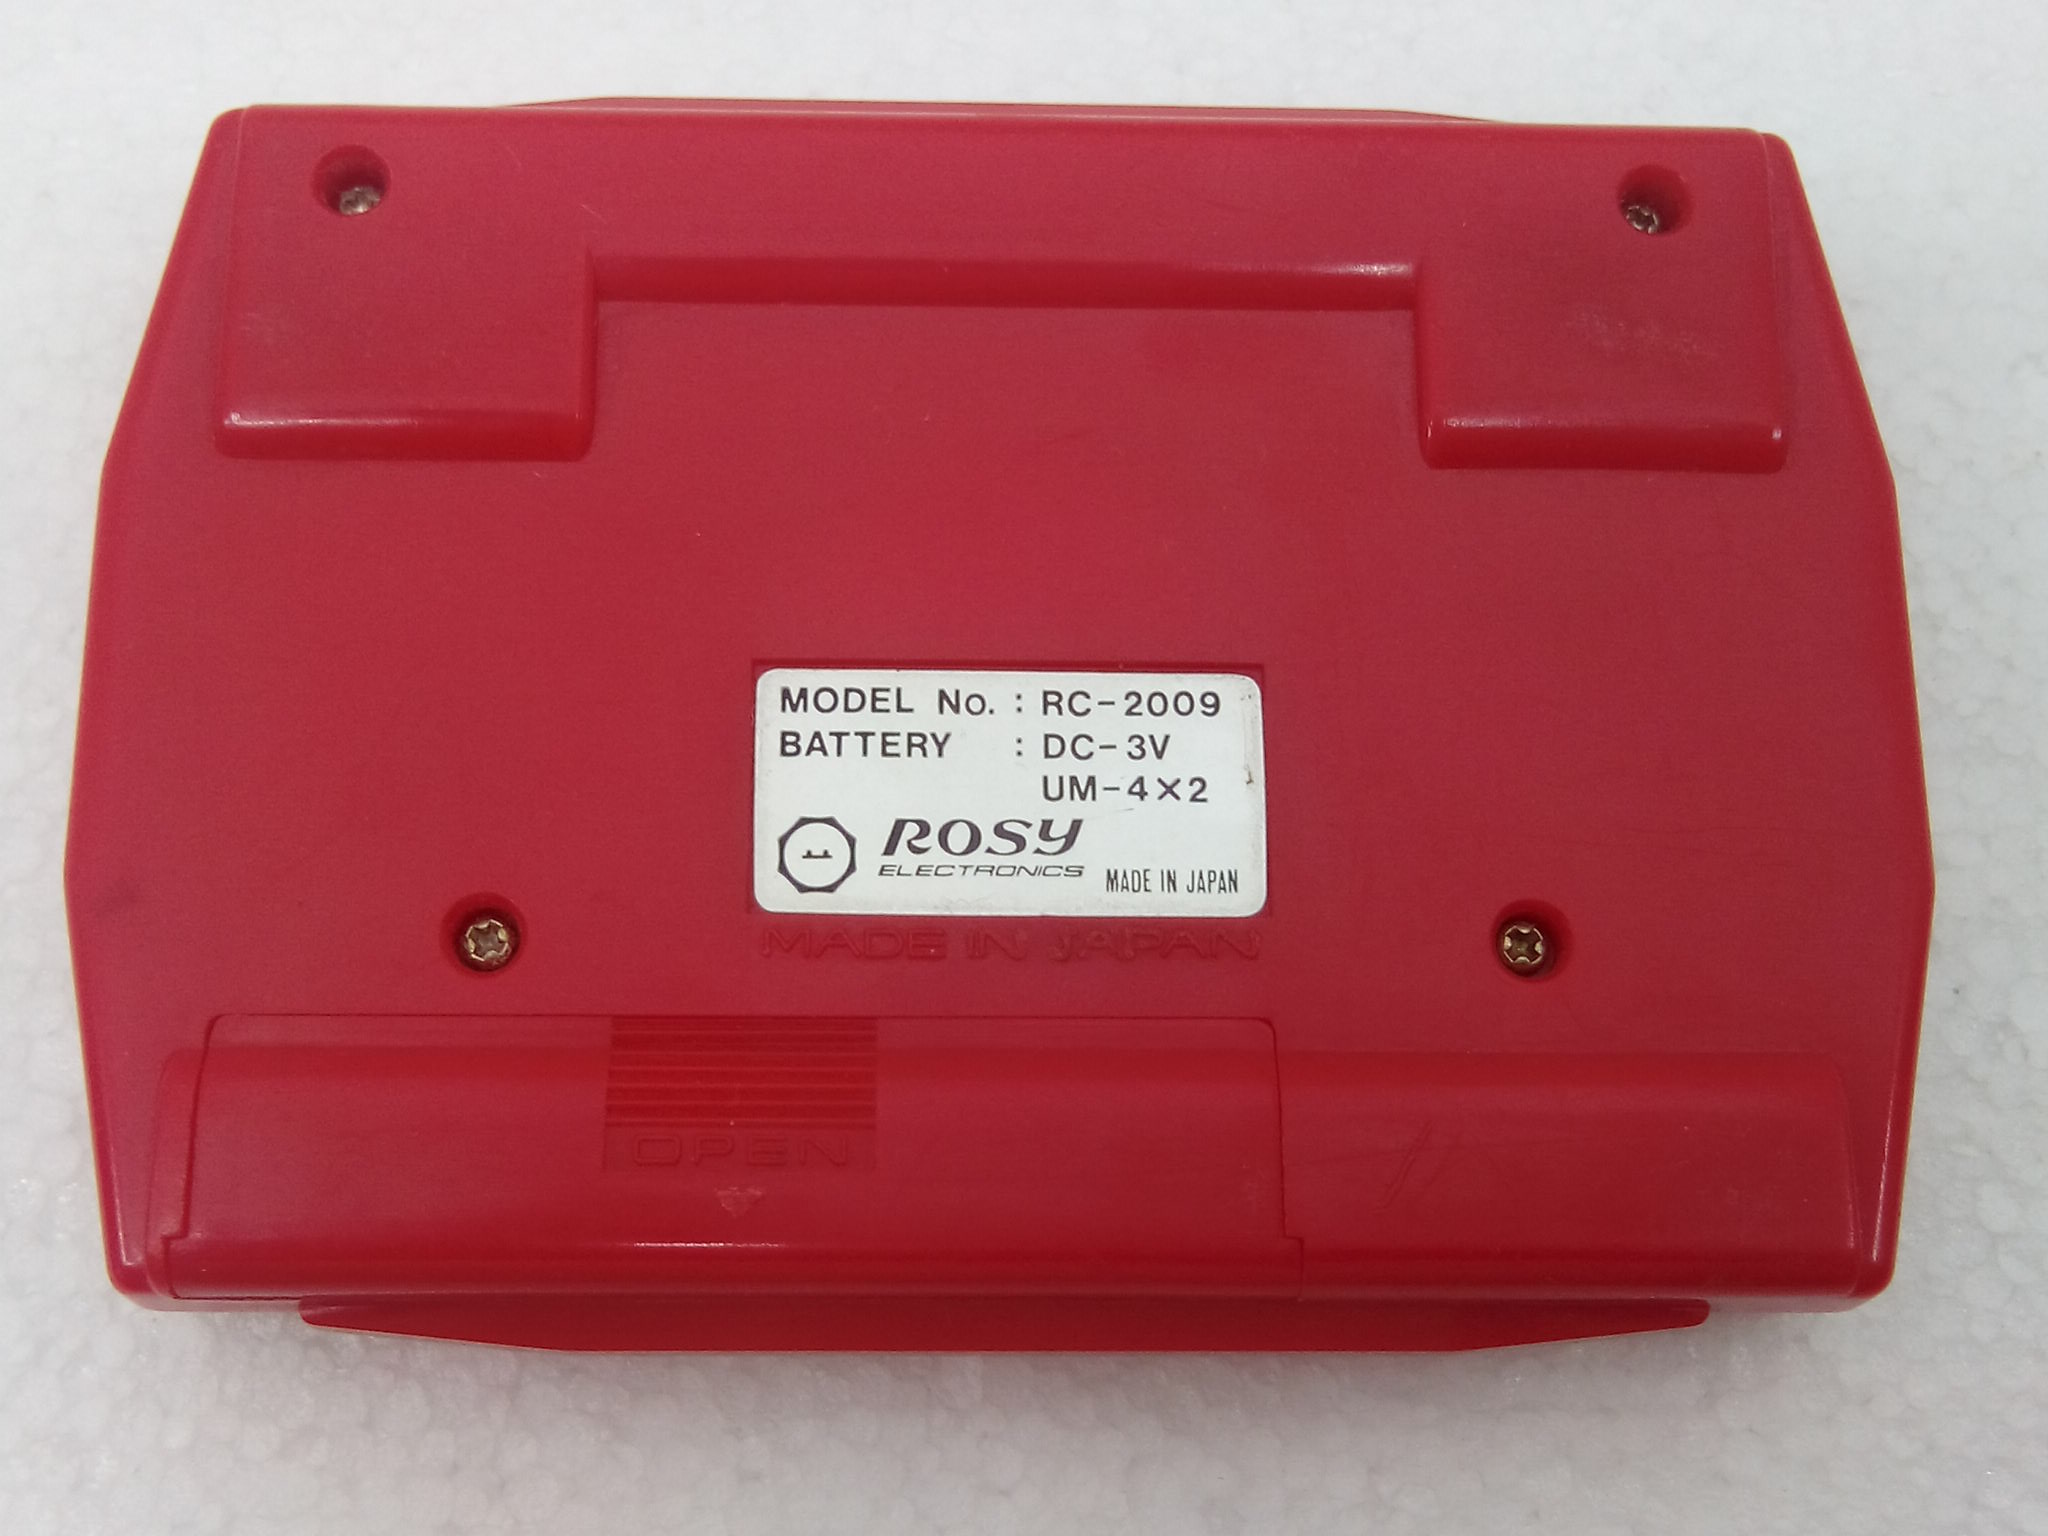 MODEL No. : RC-2009
BATTERY : DC-3V
UM-4×2
ROSY
ELECTRONICS
MADE IN JAPAN
MADE IN JAPAN
OPEN